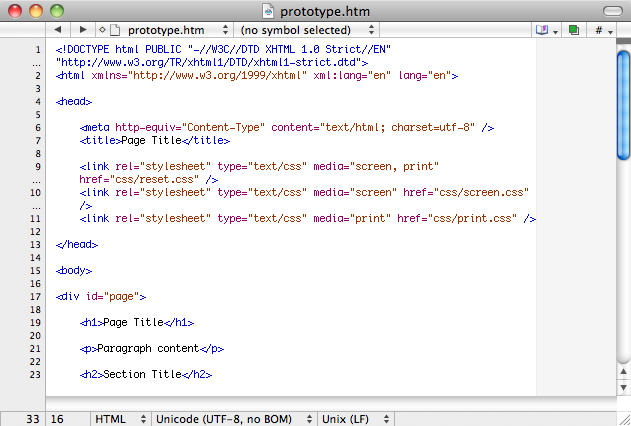 prototype.htm
prototype.htm (no symbol selected) #
1 <!DOCTYPE html PUBLIC "-//W3C//DTD XHTML 1.0 Strict//EN"
… "http://www.w3.org/TR/xhtml1/DTD/xhtml1-strict.dtd">
2 <html xmlns="http://www.w3.org/1999/xhtml" xml:lang="en" lang="en">
3
4 <head>
5
6 <meta http-equiv="Content-Type" content="text/html; charset=utf-8" />
7 <title>Page Title</title>
8
9 <link rel="stylesheet" type="text/css" media="screen, print"
… href="css/reset.css" />
10 <link rel="stylesheet" type="text/css" media="screen" href="css/screen.css"
… />
11 <link rel="stylesheet" type="text/css" media="print" href="css/print.css" />
12
13 </head>
14
15 <body>
16
17 <div id="page">
18
19 <h1>Page Title</h1>
20
21 <p>Paragraph content</p>
22
23 <h2>Section Title</h2>
33 16 HTML Unicode (UTF-8, no BOM) Unix (LF)